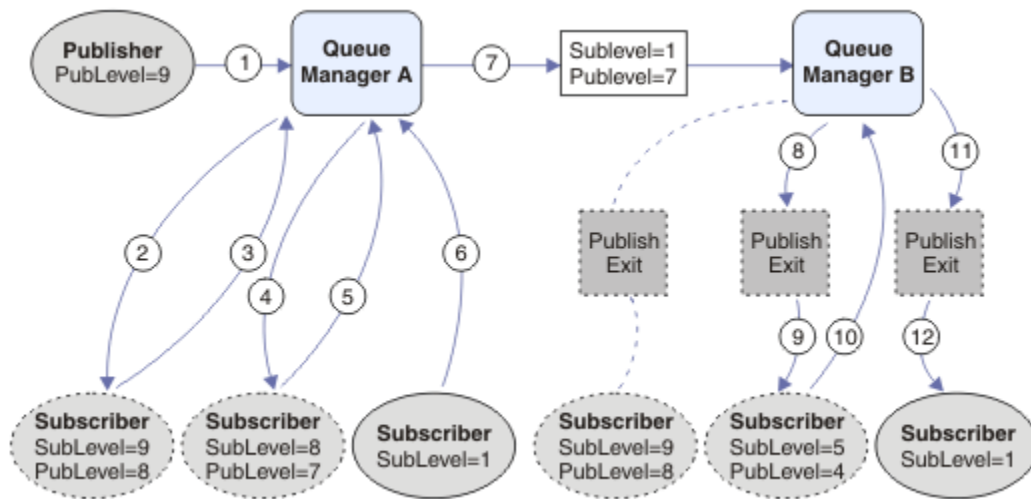 Publisher
PubLevel=9
1
Queue
Manager A
7
Sublevel=1
Publevel=7
Queue
Manager B
8
11
2
3
4
5
6
Publish
Exit
Publish
Exit
Publish
Exit
9
10
12
Subscriber
SubLevel=9
PubLevel=8
Subscriber
SubLevel=8
PubLevel=7
Subscriber
SubLevel=1
Subscriber
SubLevel=9
PubLevel=8
Subscriber
SubLevel=5
PubLevel=4
Subscriber
SubLevel=1